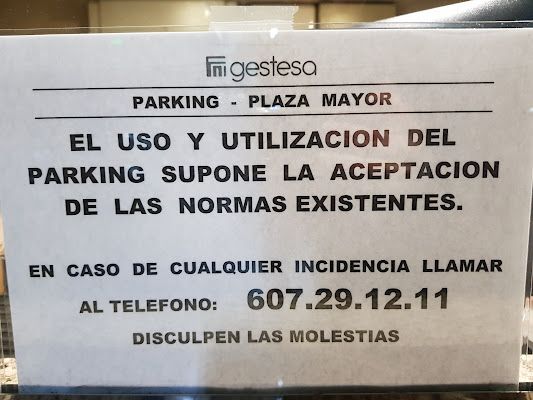 gestesa
PARKING - PLAZA MAYOR
EL USO Y UTILIZACION DEL
PARKING SUPONE LA ACEPTACION
DE LAS NORMAS EXISTENTES.
EN CASO DE CUALQUIER INCIDENCIA LLAMAR
AL TELEFONO: 607.29.12.11
DISCULPEN LAS MOLESTIAS